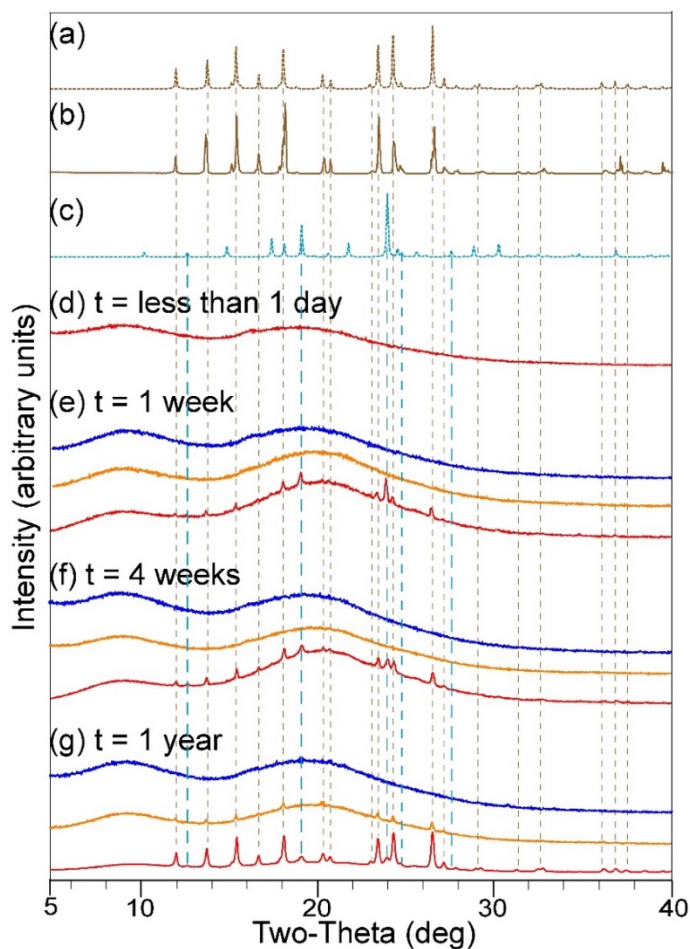 (a)
(b)
(c)
(d) t = less than 1 day
(e) t = 1 week
(f) t = 4 weeks
(g) t = 1 year
Intensity (arbitrary units)
5 10 20 30 40
Two-Theta (deg)